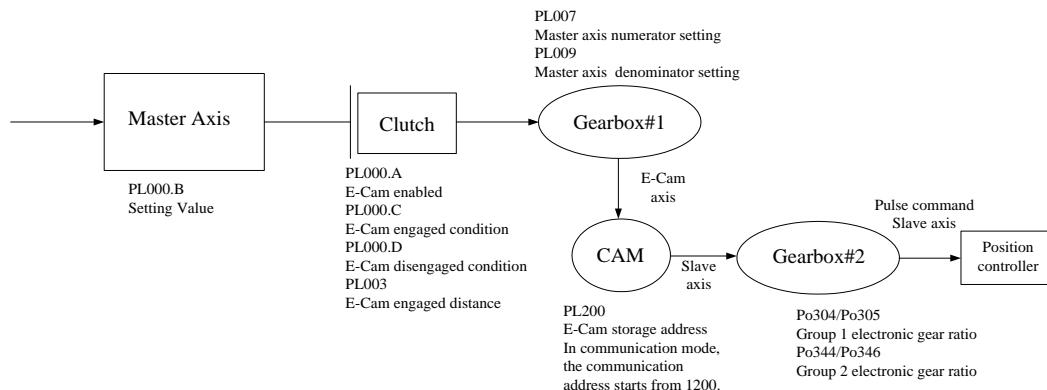 PL007
Master axis numerator setting
PL009
Master axis denominator setting
Master Axis
Clutch
Gearbox#1
PL000.B
Setting Value
PL000.A
E-Cam enabled
PL000.C
E-Cam engaged condition
PL000.D
E-Cam disengaged condition
PL003
E-Cam engaged distance
E-Cam
axis
CAM
Slave
axis
Gearbox#2
Pulse command
Slave axis
Position
controller
PL200
E-Cam storage address
In communication mode,
the communication
address starts from 1200.
Po304/Po305
Group 1 electronic gear ratio
Po344/Po346
Group 2 electronic gear ratio